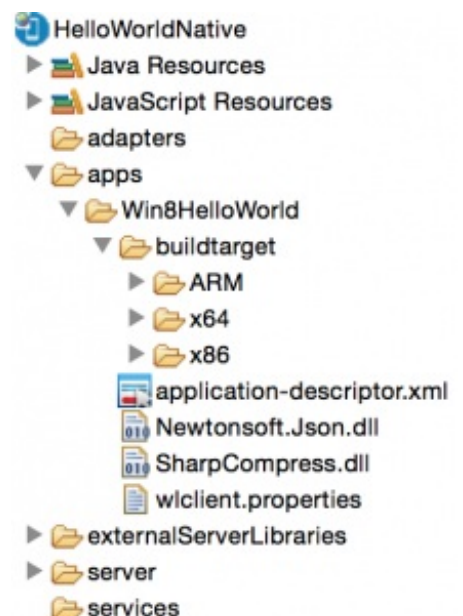 HelloWorldNative
Java Resources
JavaScript Resources
adapters
apps
Win8HelloWorld
buildtarget
ARM
x64
x86
application-descriptor.xml
Newtonsoft.Json.dll
SharpCompress.dll
wlclient.properties
externalServerLibraries
server
services